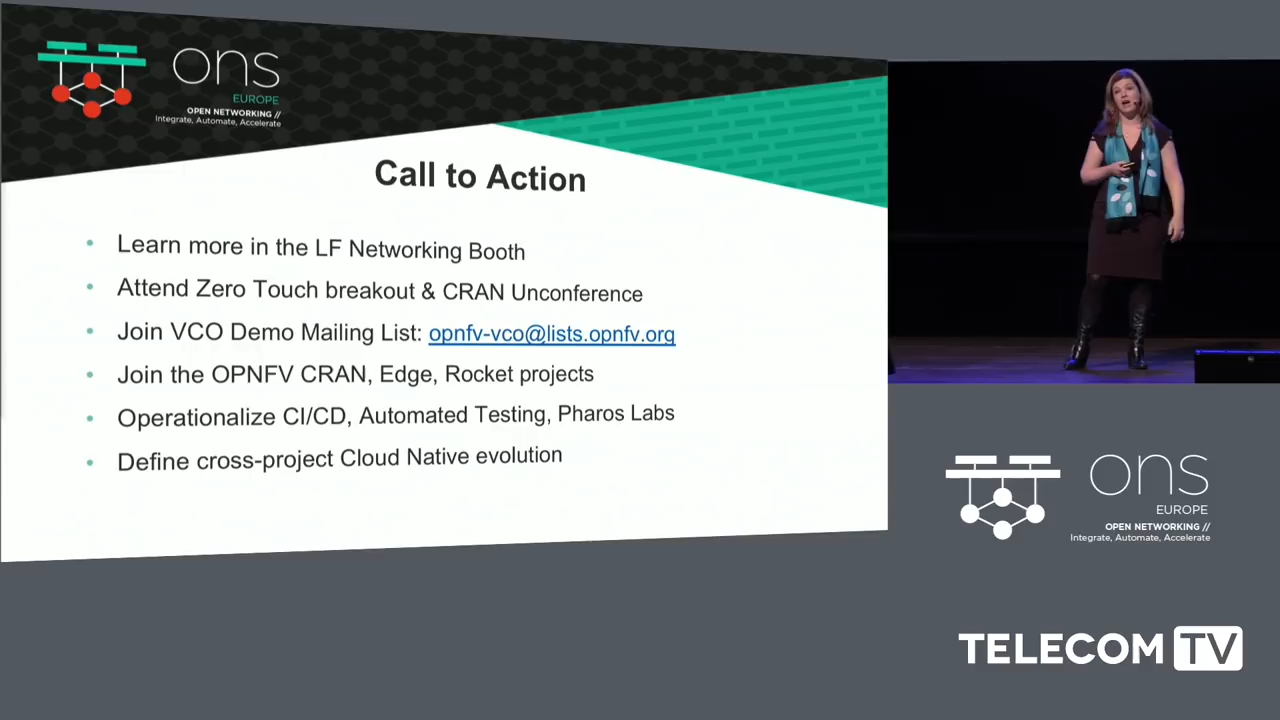 ons
EUROPE
OPEN NETWORKING //
Integrate, Automate, Accelerate
Call to Action
• Learn more in the LF Networking Booth
• Attend Zero Touch breakout & CRAN Unconference
• Join VCO Demo Mailing List: opnfv-vco@lists.opnfv.org
• Join the OPNFV CRAN, Edge, Rocket projects
• Operationalize CI/CD, Automated Testing, Pharos Labs
• Define cross-project Cloud Native evolution
ons
EUROPE
OPEN NETWORKING //
Integrate, Automate, Accelerate
TELECOM TV